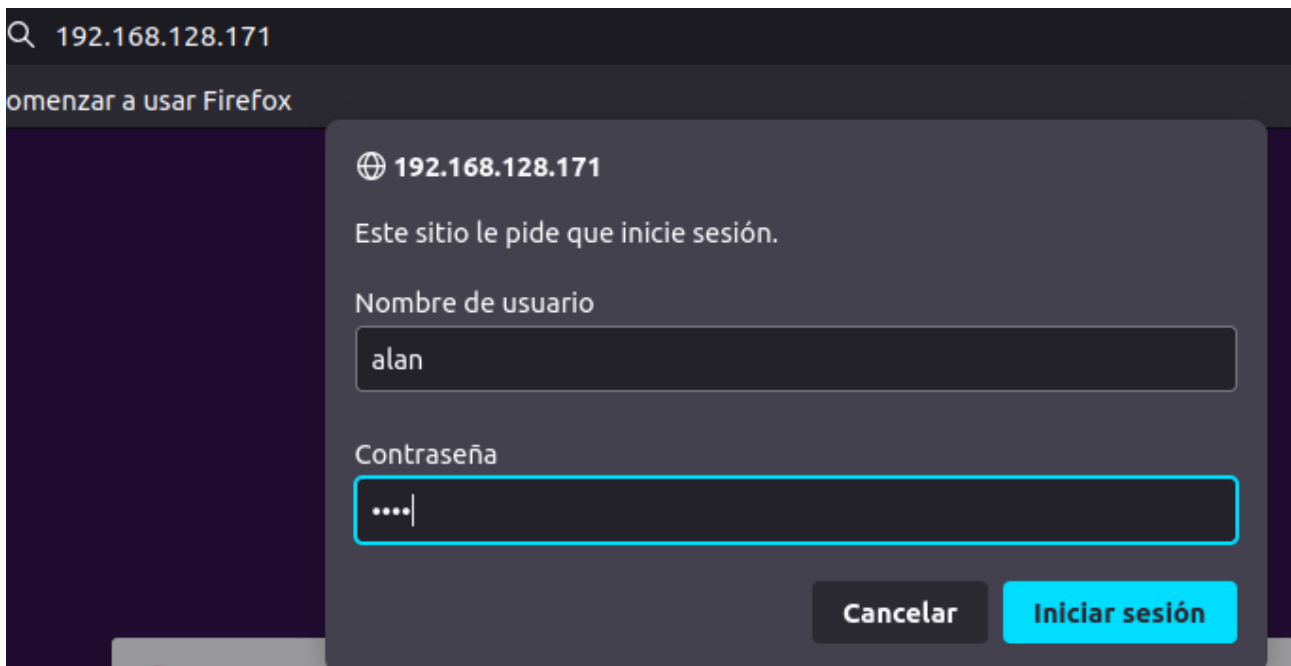 192.168.128.171
omenzar a usar Firefox
192.168.128.171
Este sitio le pide que inicie sesión.
Nombre de usuario
alan
Contraseña
••••
Cancelar Iniciar sesión